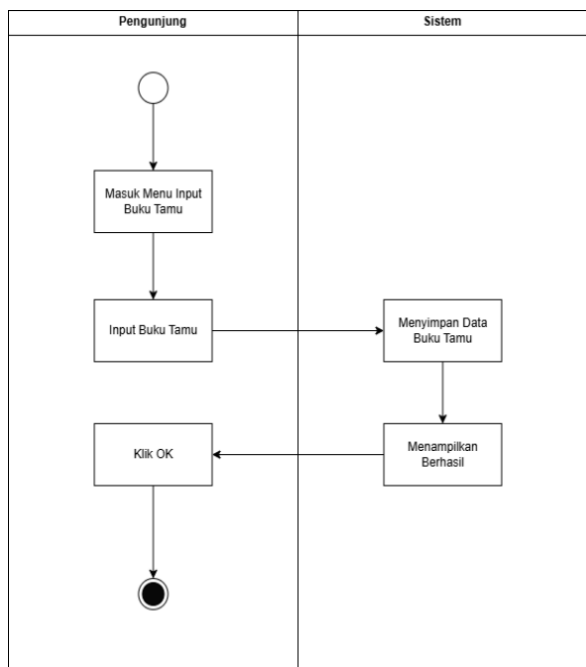 Pengunjung
Sistem
Masuk Menu Input
Buku Tamu
Input Buku Tamu
Menyimpan Data
Buku Tamu
Klik OK
Menampilkan
Berhasil